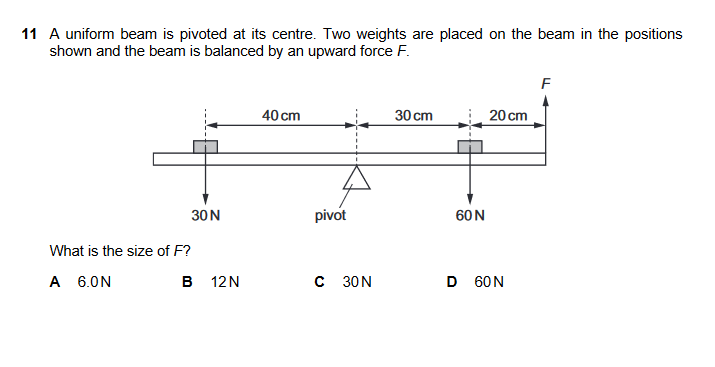 11 A uniform beam is pivoted at its centre. Two weights are placed on the beam in the positions
shown and the beam is balanced by an upward force F.
F
40 cm 30 cm 20 cm
30 N pivot 60 N
What is the size of F?
A 6.0 N B 12 N C 30 N D 60 N